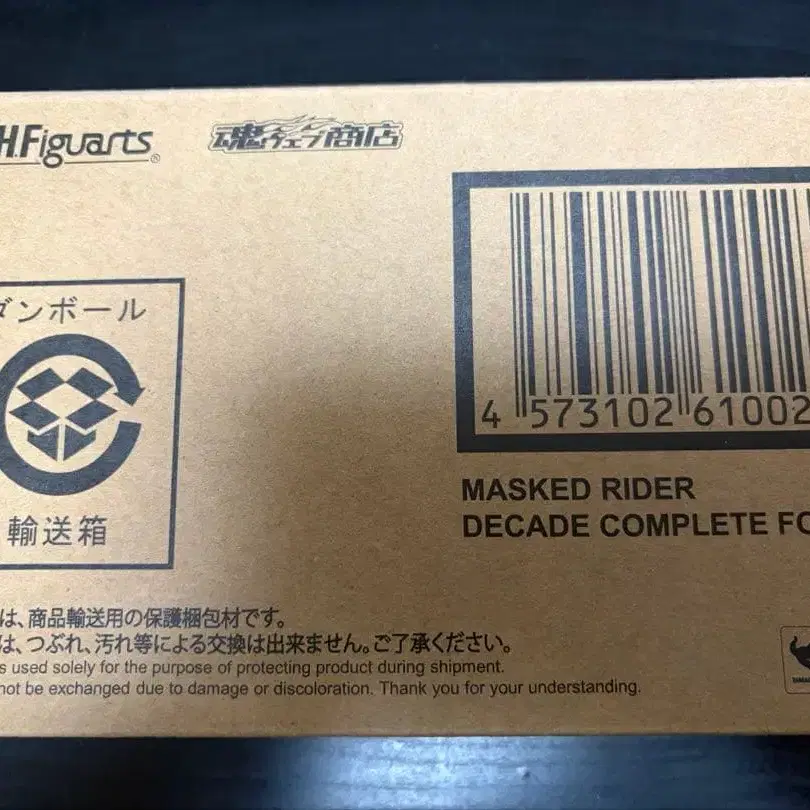 H.Figuarts®
魂ウェブ商店
ダンボール
輸送箱
4 573102 61002
MASKED RIDER
DECADE COMPLETE FO
は、商品輸送用の保護梱包材です。
は、つぶれ、汚れ等による交換は出来ません。ご了承ください。
s used solely for the purpose of protecting product during shipment.
not be exchanged due to damage or discoloration. Thank you for your understanding.